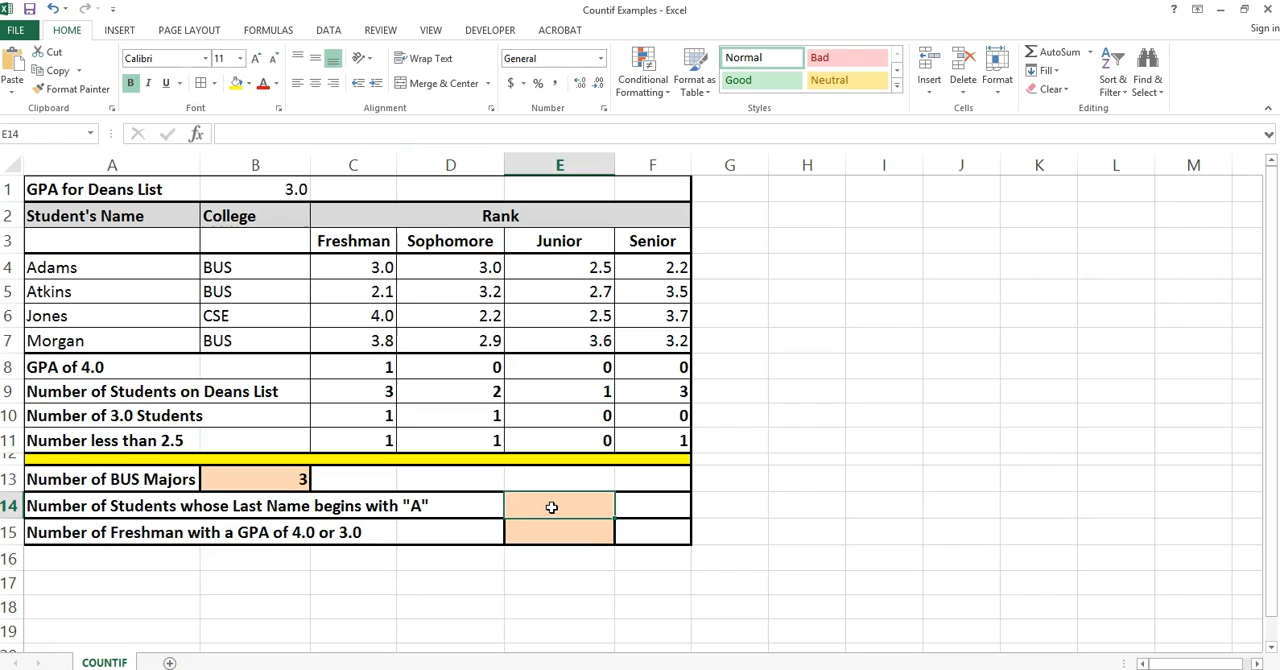 Countif Examples - Excel
Sign in
FILE HOME INSERT PAGE LAYOUT FORMULAS DATA REVIEW VIEW DEVELOPER ACROBAT
Paste
Cut
Copy
Format Painter
Clipboard
Calibri 11
B I U
Font
Wrap Text
Merge & Center
Alignment
General
$ % ,
Number
Conditional Formatting
Format as Table
Normal Bad
Good Neutral
Styles
Insert Delete Format
Cells
AutoSum
Fill
Clear
Sort & Filter
Find & Select
Editing
E14 fx
A B C D E F G H I J K L M
1 GPA for Deans List 3.0
2 Student's Name College Rank
3 Freshman Sophomore Junior Senior
4 Adams BUS 3.0 3.0 2.5 2.2
5 Atkins BUS 2.1 3.2 2.7 3.5
6 Jones CSE 4.0 2.2 2.5 3.7
7 Morgan BUS 3.8 2.9 3.6 3.2
8 GPA of 4.0 1 0 0 0
9 Number of Students on Deans List 3 2 1 3
10 Number of 3.0 Students 1 1 0 0
11 Number less than 2.5 1 1 0 1
12
13 Number of BUS Majors 3
14 Number of Students whose Last Name begins with "A"
15 Number of Freshman with a GPA of 4.0 or 3.0
16
17
18
19
COUNTIF